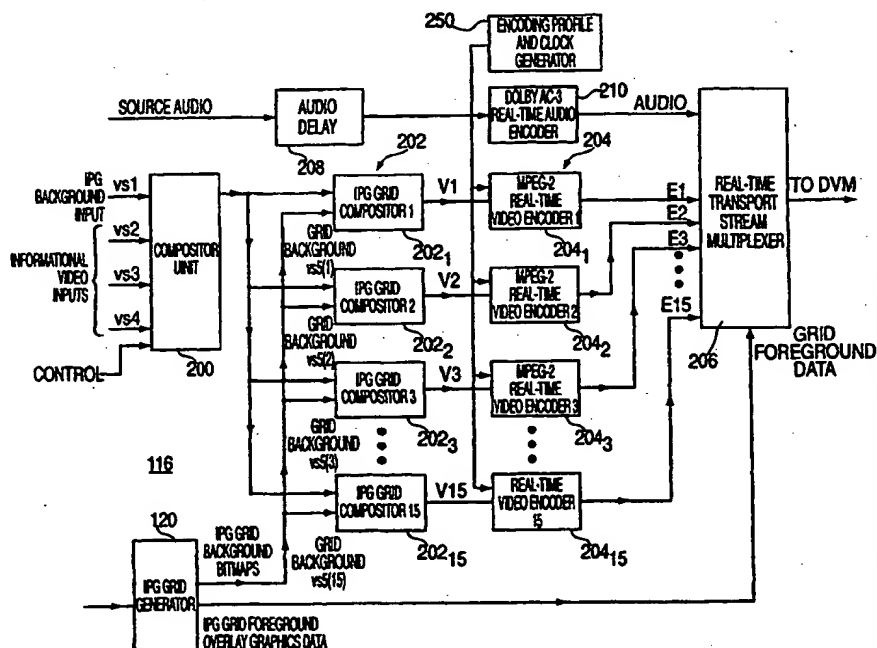 250
ENCODING PROFILE
AND CLOCK
GENERATOR
SOURCE AUDIO
AUDIO
DELAY
208
DOLBY AC-3
REAL-TIME AUDIO
ENCODER
210
AUDIO
IPG
BACKGROUND
INPUT
vs1
INFORMATIONAL
VIDEO
INPUTS
vs2
vs3
vs4
CONTROL
COMPOSITOR
UNIT
200
202
IPG GRID
COMPOSITOR 1
202₁
V1
GRID
BACKGROUND
vs5(1)
204
MPEG-2
REAL-TIME
VIDEO ENCODER 1
204₁
E1
IPG GRID
COMPOSITOR 2
202₂
V2
GRID
BACKGROUND
vs5(2)
MPEG-2
REAL-TIME
VIDEO ENCODER 2
204₂
E2
IPG GRID
COMPOSITOR 3
202₃
V3
GRID
BACKGROUND
vs5(3)
MPEG-2
REAL-TIME
VIDEO ENCODER 3
204₃
E3
IPG GRID
COMPOSITOR 15
202₁₅
V15
GRID
BACKGROUND
vs5(15)
REAL-TIME
VIDEO ENCODER
15
204₁₅
E15
REAL-TIME
TRANSPORT
STREAM
MULTIPLEXER
206
TO DVM
GRID
FOREGROUND
DATA
116
120
IPG GRID
GENERATOR
IPG GRID
BACKGROUND
BITMAPS
IPG GRID FOREGROUND
OVERLAY GRAPHICS DATA